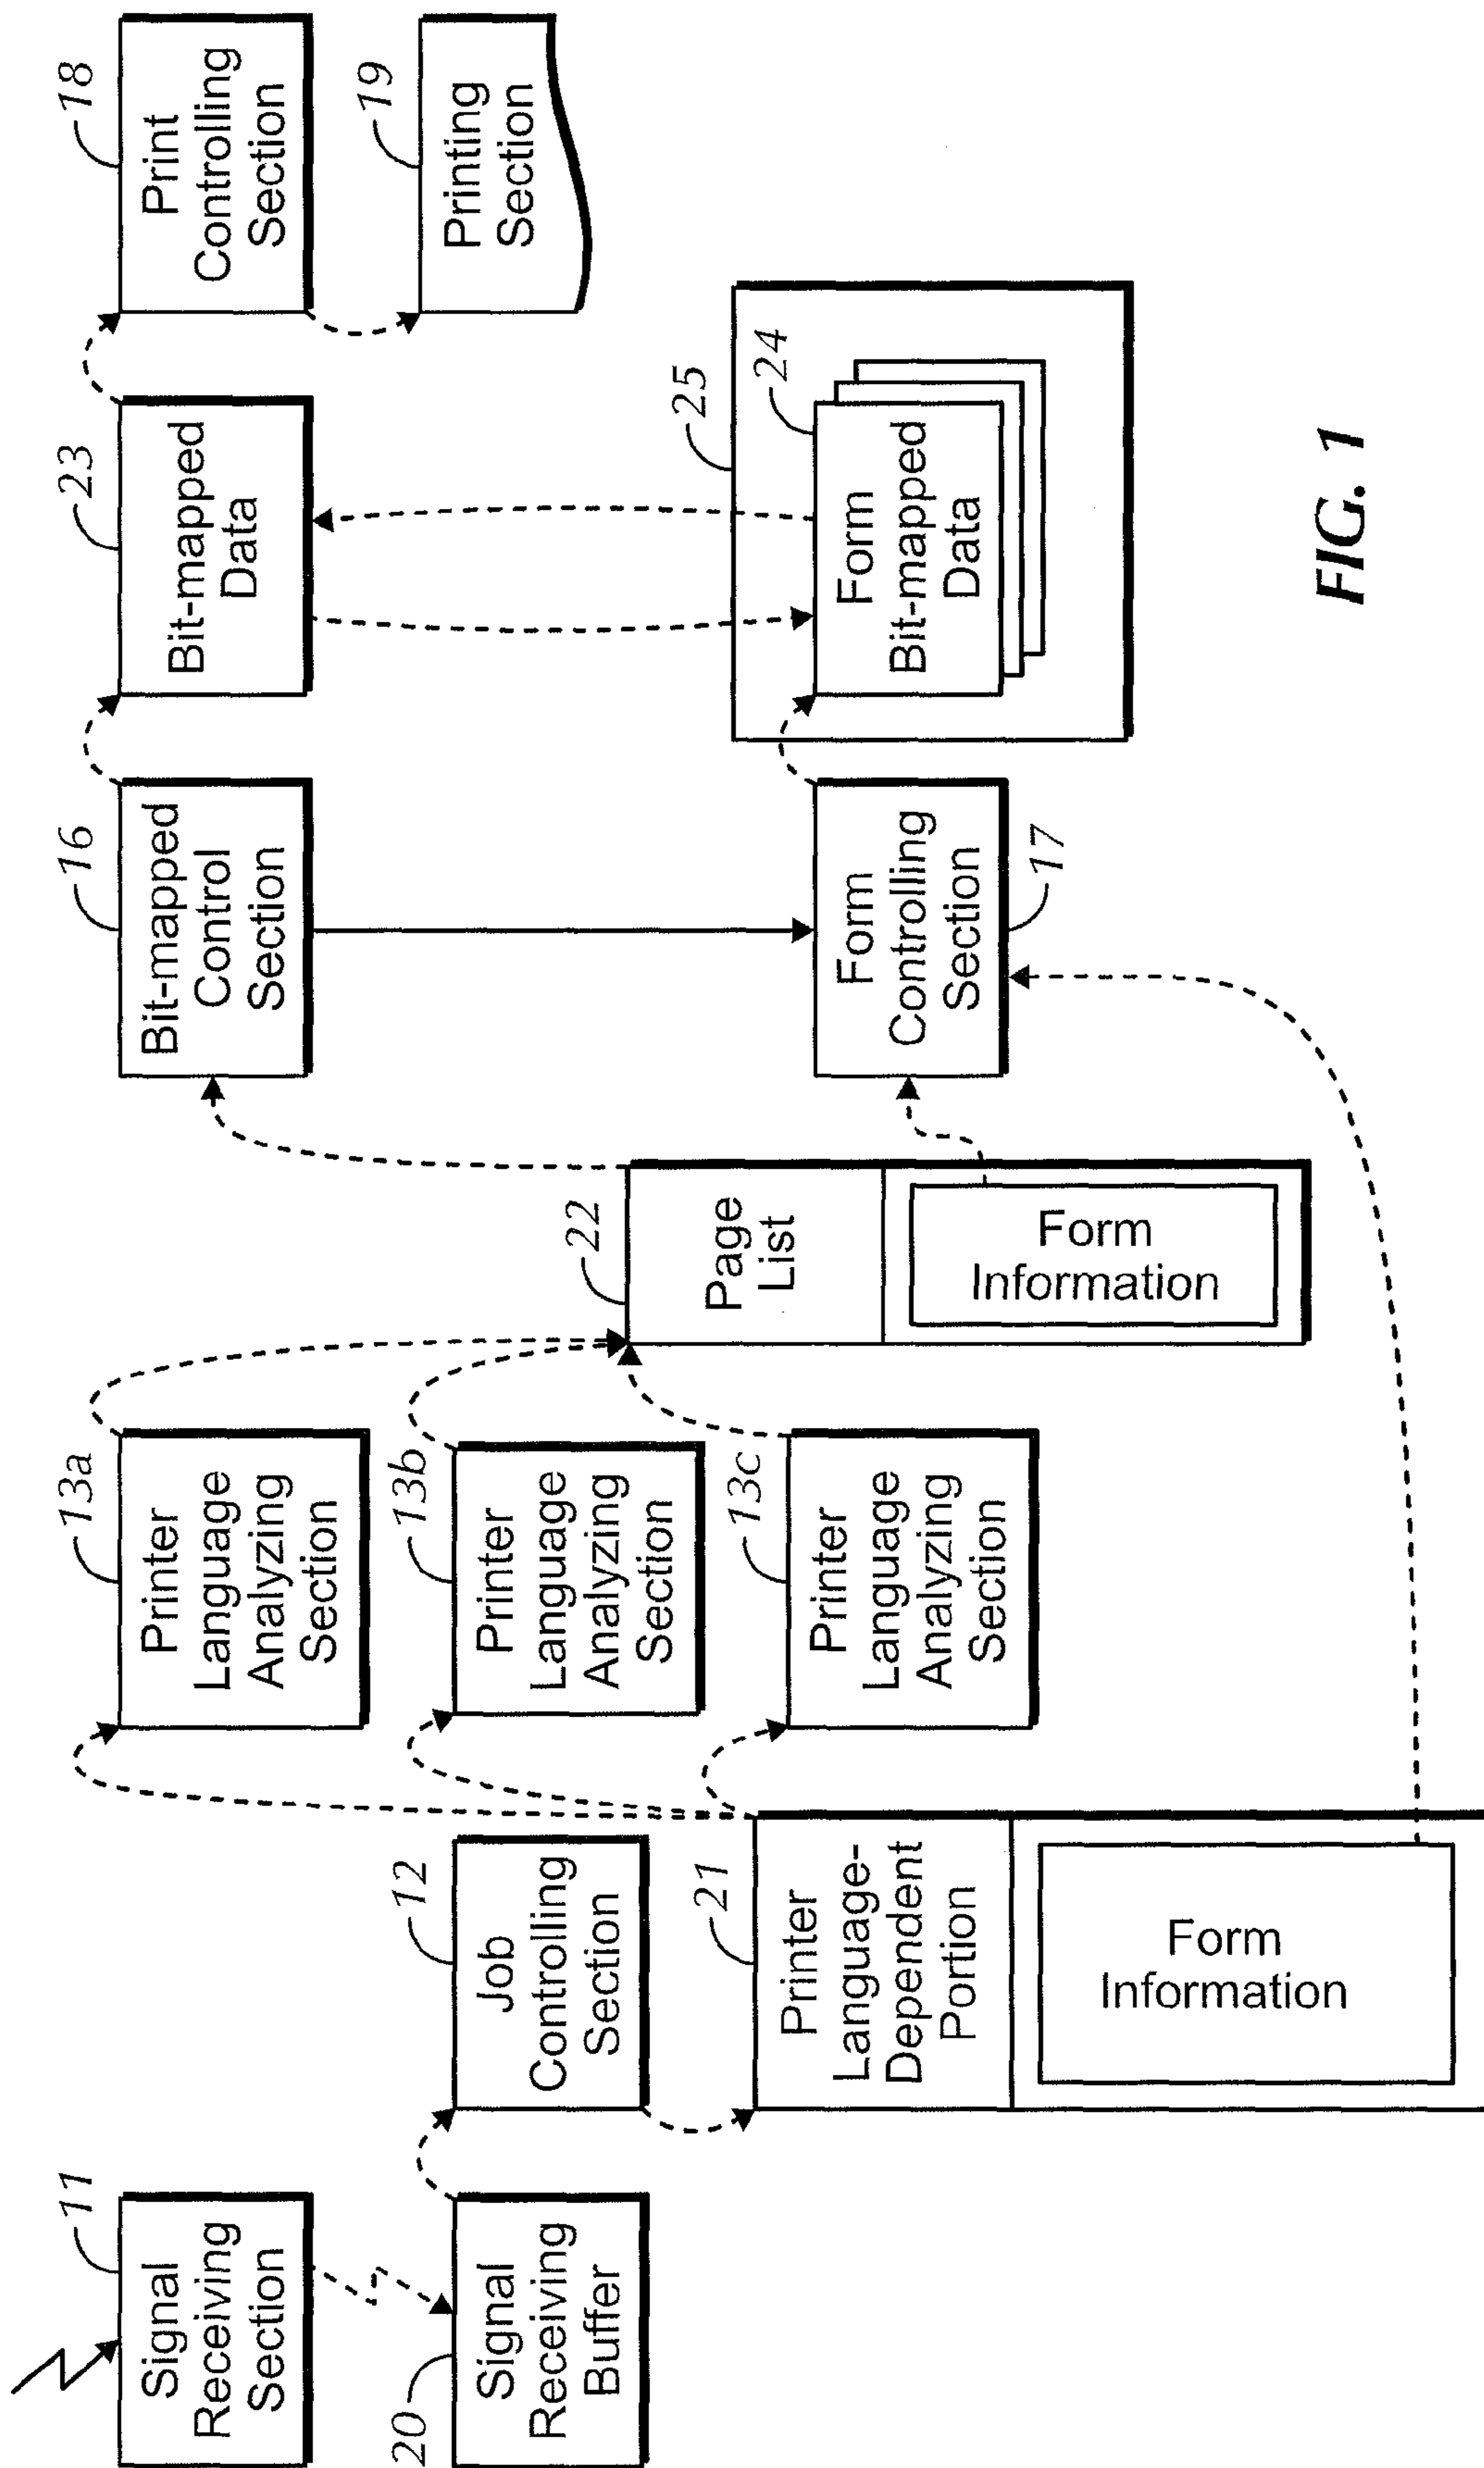 11
Signal
Receiving
Section
20
Signal
Receiving
Buffer
12
Job
Controlling
Section
21
Printer
Language-
Dependent
Portion
Form
Information
13a
Printer
Language
Analyzing
Section
13b
Printer
Language
Analyzing
Section
13c
Printer
Language
Analyzing
Section
22
Page
List
Form
Information
16
Bit-mapped
Control
Section
Form
Controlling
Section
17
23
Bit-mapped
Data
25
24
Form
Bit-mapped
Data
18
Print
Controlling
Section
19
Printing
Section
FIG. 1